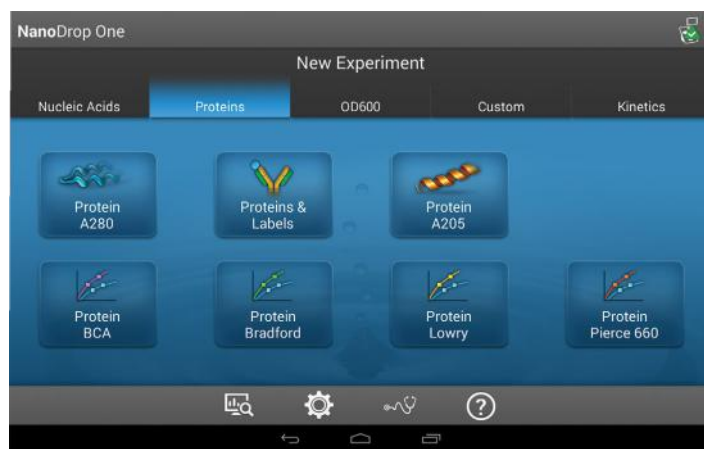 NanoDrop One
New Experiment
Nucleic Acids
Proteins
OD600
Custom
Kinetics
Protein
A280
Proteins &
Labels
Protein
A205
Protein
BCA
Protein
Bradford
Protein
Lowry
Protein
Pierce 660
?